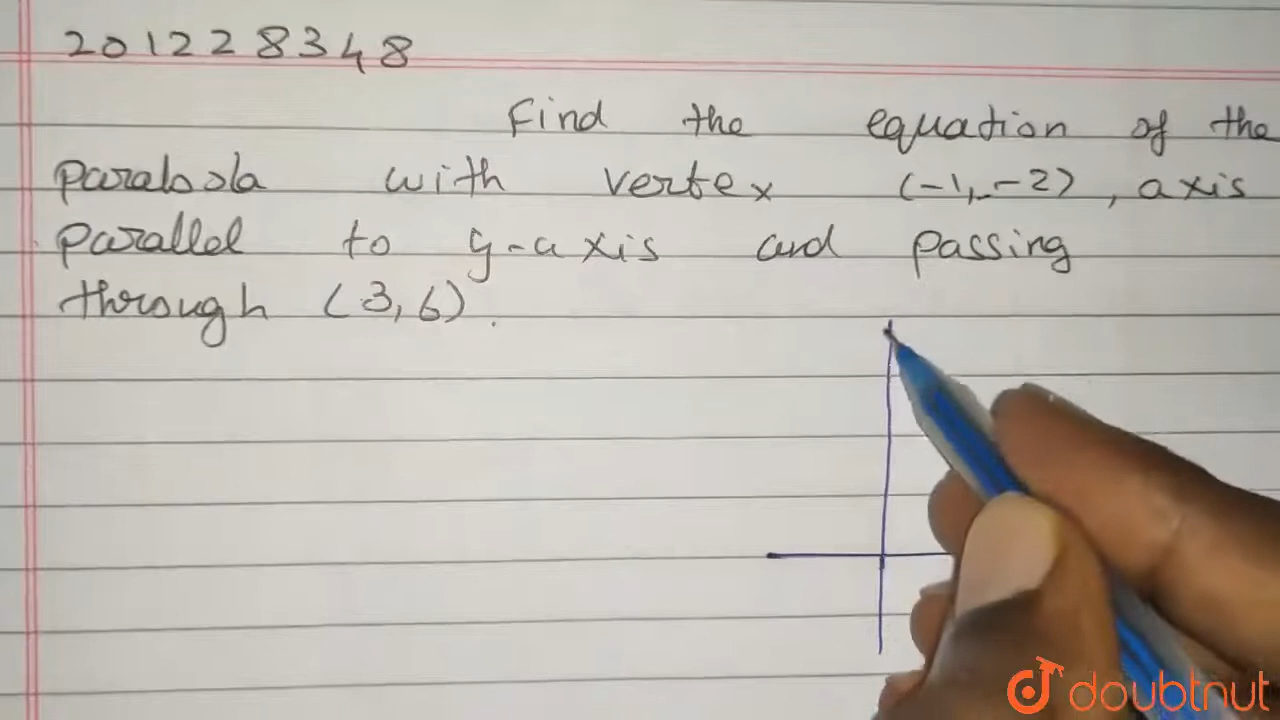 201228348
Find the equation of the
parabola with vertex (-1,-2), axis
parallel to y-axis and passing
through (3,6).
doubtnut